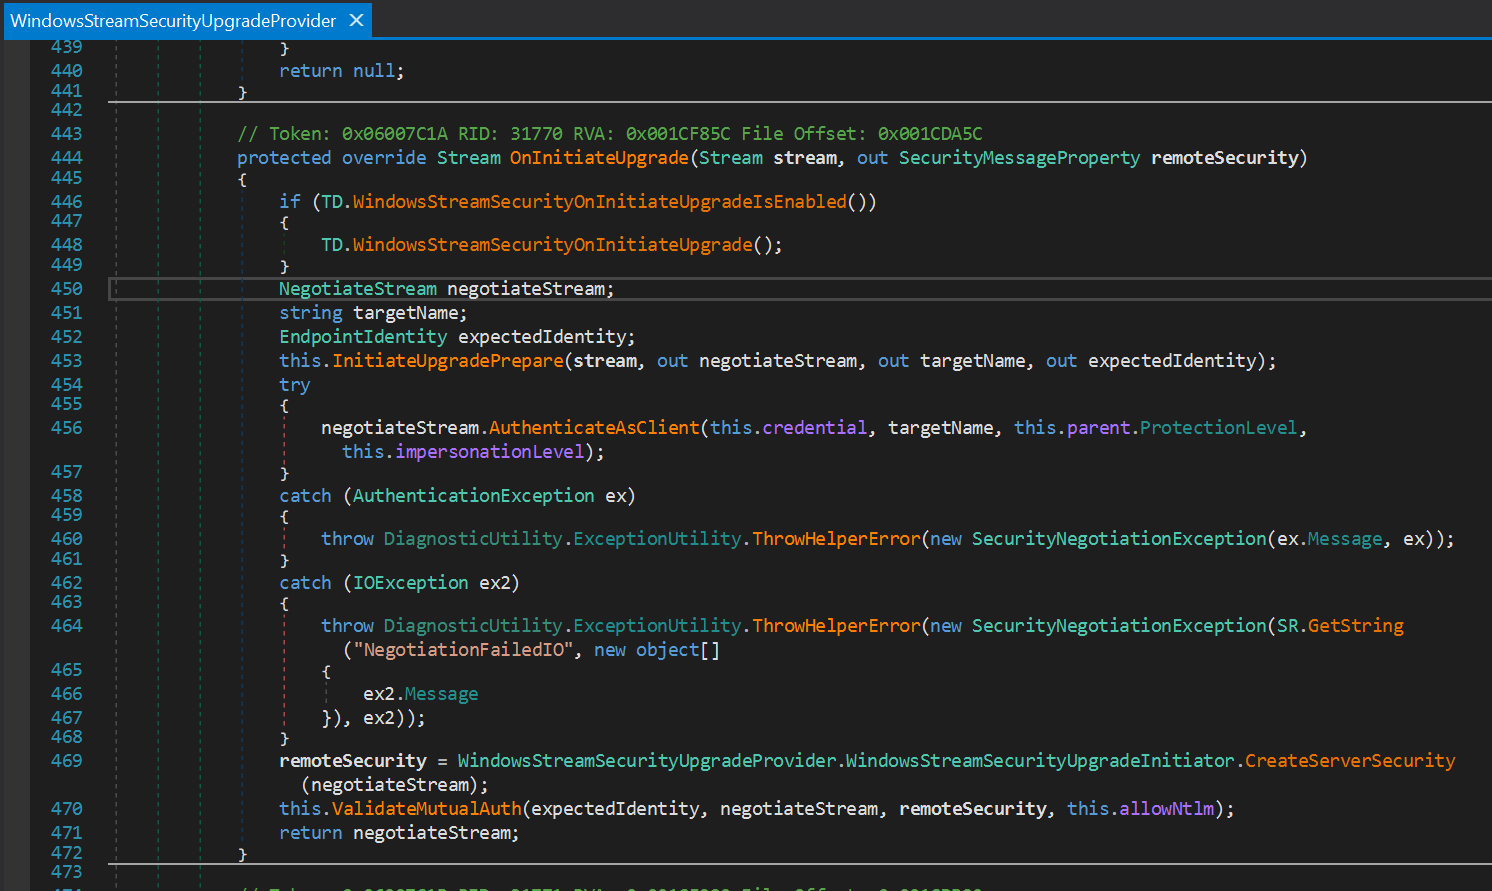 WindowsStreamSecurityUpgradeProvider ✕
439 }
440 return null;
441 }
442
443 // Token: 0x06007C1A RID: 31770 RVA: 0x001CF85C File Offset: 0x001CDA5C
444 protected override Stream OnInitiateUpgrade(Stream stream, out SecurityMessageProperty remoteSecurity)
445 {
446 if (TD.WindowsStreamSecurityOnInitiateUpgradeIsEnabled())
447 {
448 TD.WindowsStreamSecurityOnInitiateUpgrade();
449 }
450 NegotiateStream negotiateStream;
451 string targetName;
452 EndpointIdentity expectedIdentity;
453 this.InitiateUpgradePrepare(stream, out negotiateStream, out targetName, out expectedIdentity);
454 try
455 {
456 negotiateStream.AuthenticateAsClient(this.credential, targetName, this.parent.ProtectionLevel,
this.impersonationLevel);
457 }
458 catch (AuthenticationException ex)
459 {
460 throw DiagnosticUtility.ExceptionUtility.ThrowHelperError(new SecurityNegotiationException(ex.Message, ex));
461 }
462 catch (IOException ex2)
463 {
464 throw DiagnosticUtility.ExceptionUtility.ThrowHelperError(new SecurityNegotiationException(SR.GetString
("NegotiationFailedIO", new object[]
465 {
466 ex2.Message
467 }), ex2));
468 }
469 remoteSecurity = WindowsStreamSecurityUpgradeProvider.WindowsStreamSecurityUpgradeInitiator.CreateServerSecurity
(negotiateStream);
470 this.ValidateMutualAuth(expectedIdentity, negotiateStream, remoteSecurity, this.allowNtlm);
471 return negotiateStream;
472 }
473